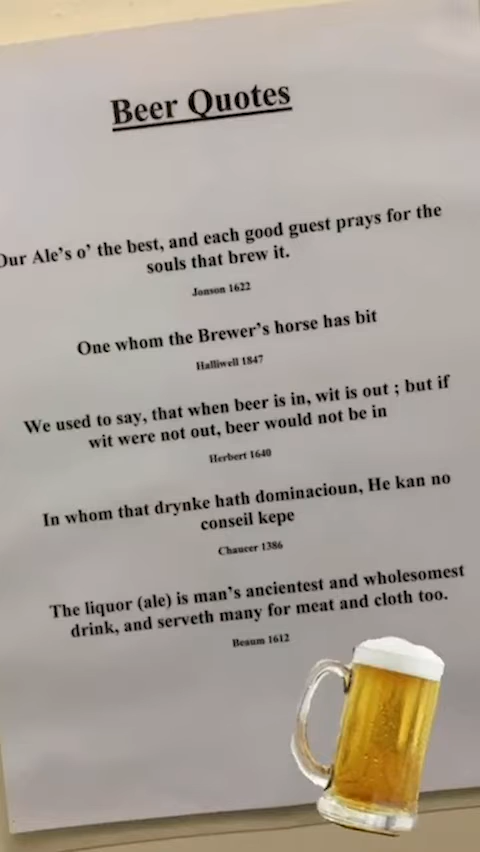 Beer Quotes
Our Ale's o' the best, and each good guest prays for the
souls that brew it.
Jonson 1622
One whom the Brewer's horse has bit
Halliwell 1847
We used to say, that when beer is in, wit is out ; but if
wit were not out, beer would not be in
Herbert 1640
In whom that drynke hath dominacioun, He kan no
conseil kepe
Chaucer 1386
The liquor (ale) is man's ancientest and wholesomest
drink, and serveth many for meat and cloth too.
Beaum 1612